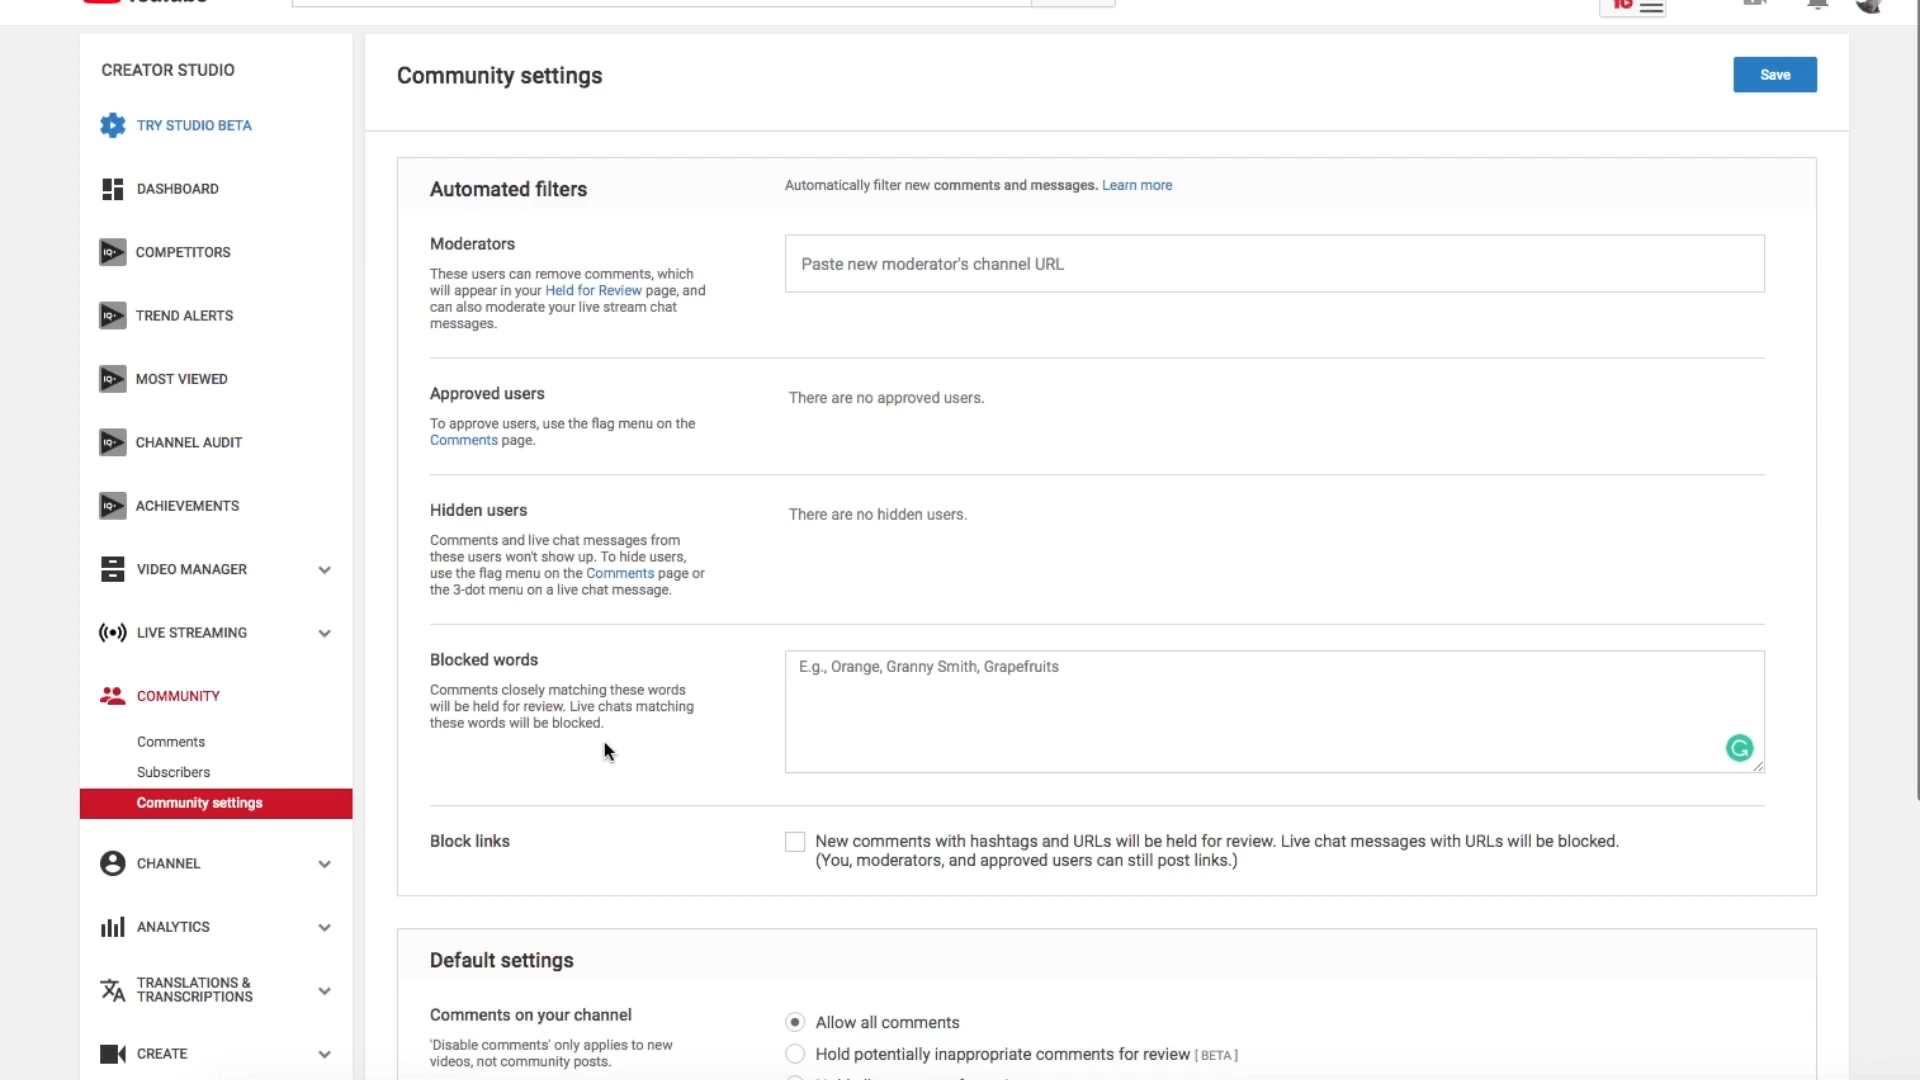 CREATOR STUDIO
TRY STUDIO BETA
DASHBOARD
COMPETITORS
TREND ALERTS
MOST VIEWED
CHANNEL AUDIT
ACHIEVEMENTS
VIDEO MANAGER
LIVE STREAMING
COMMUNITY
Comments
Subscribers
Community settings
CHANNEL
ANALYTICS
TRANSLATIONS &
TRANSCRIPTIONS
CREATE
Community settings
Save
Automated filters
Automatically filter new comments and messages. Learn more
Moderators
These users can remove comments, which
will appear in your Held for Review page, and
can also moderate your live stream chat
messages.
Paste new moderator's channel URL
Approved users
To approve users, use the flag menu on the
Comments page.
There are no approved users.
Hidden users
Comments and live chat messages from
these users won't show up. To hide users,
use the flag menu on the Comments page or
the 3-dot menu on a live chat message.
There are no hidden users.
Blocked words
Comments closely matching these words
will be held for review. Live chats matching
these words will be blocked.
E.g., Orange, Granny Smith, Grapefruits
Block links
New comments with hashtags and URLs will be held for review. Live chat messages with URLs will be blocked.
(You, moderators, and approved users can still post links.)
Default settings
Comments on your channel
'Disable comments' only applies to new
videos, not community posts.
Allow all comments
Hold potentially inappropriate comments for review [BETA]